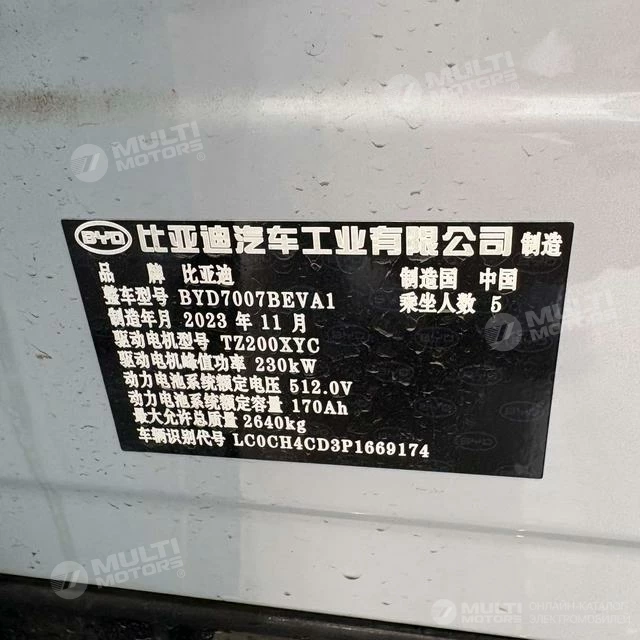 MULTI
MOTORS®
MULTI
MOTORS®
BYD 比亚迪汽车工业有限公司 制造
品 牌 比亚迪 制造国 中国
整车型号 BYD7007BEVA1 乘坐人数 5
制造年月 2023 年 11 月
驱动电机型号 TZ200XYC
驱动电机峰值功率 230kW
动力电池系统额定电压 512.0V
动力电池系统额定容量 170Ah
最大允许总质量 2640kg
车辆识别代号 LC0CH4CD3P1669174
MULTI
MOTORS®
MULTI
MOTORS
ОНЛАЙН-КАТАЛОГ
ЭЛЕКТРОМОБИЛЕЙ